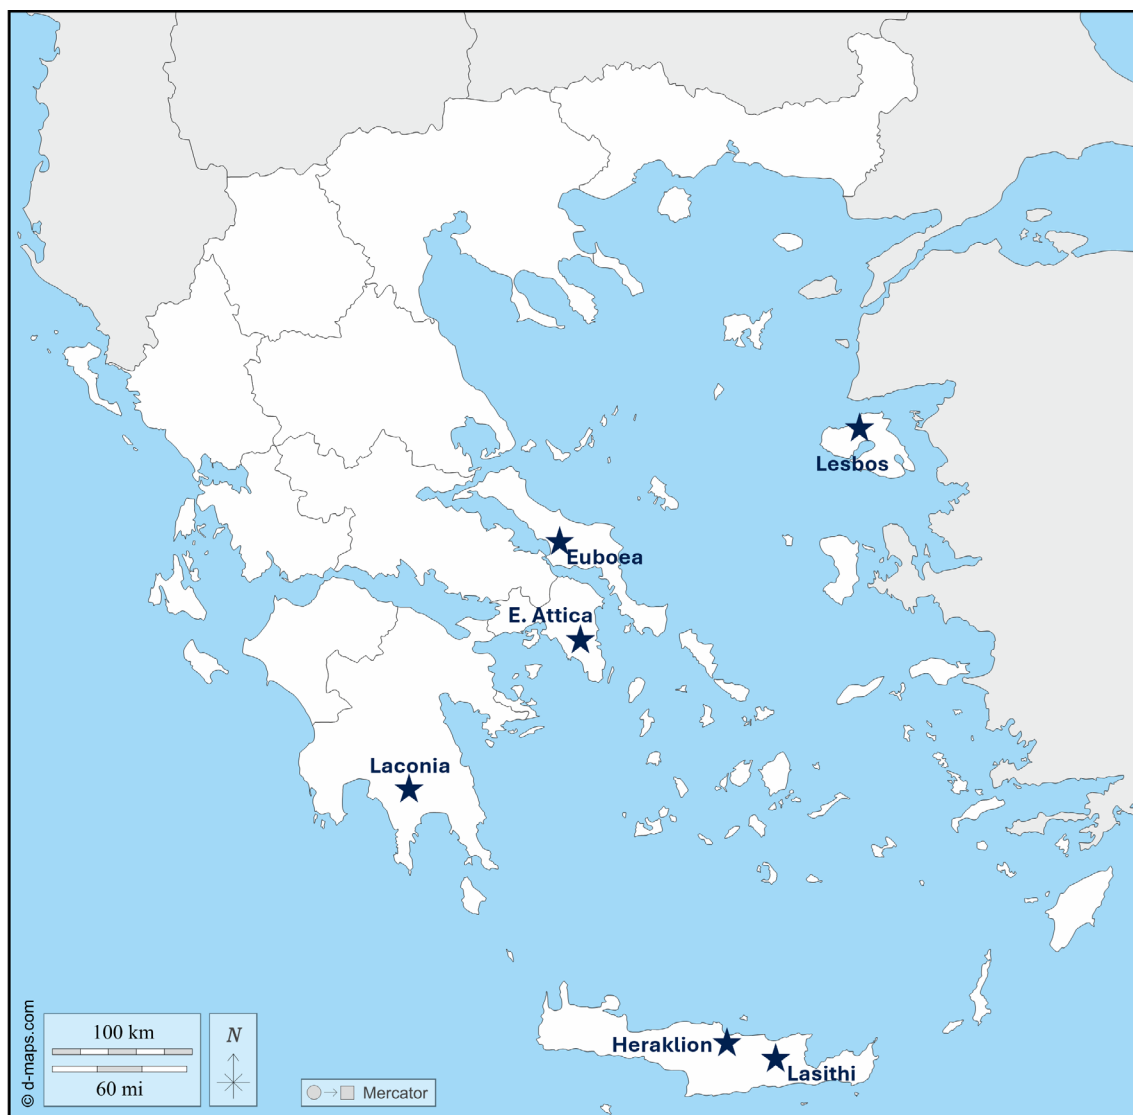 Lesbos
Euboea
E. Attica
Laconia
Heraklion
Lasithi
100 km
60 mi
N
Mercator
© d-maps.com